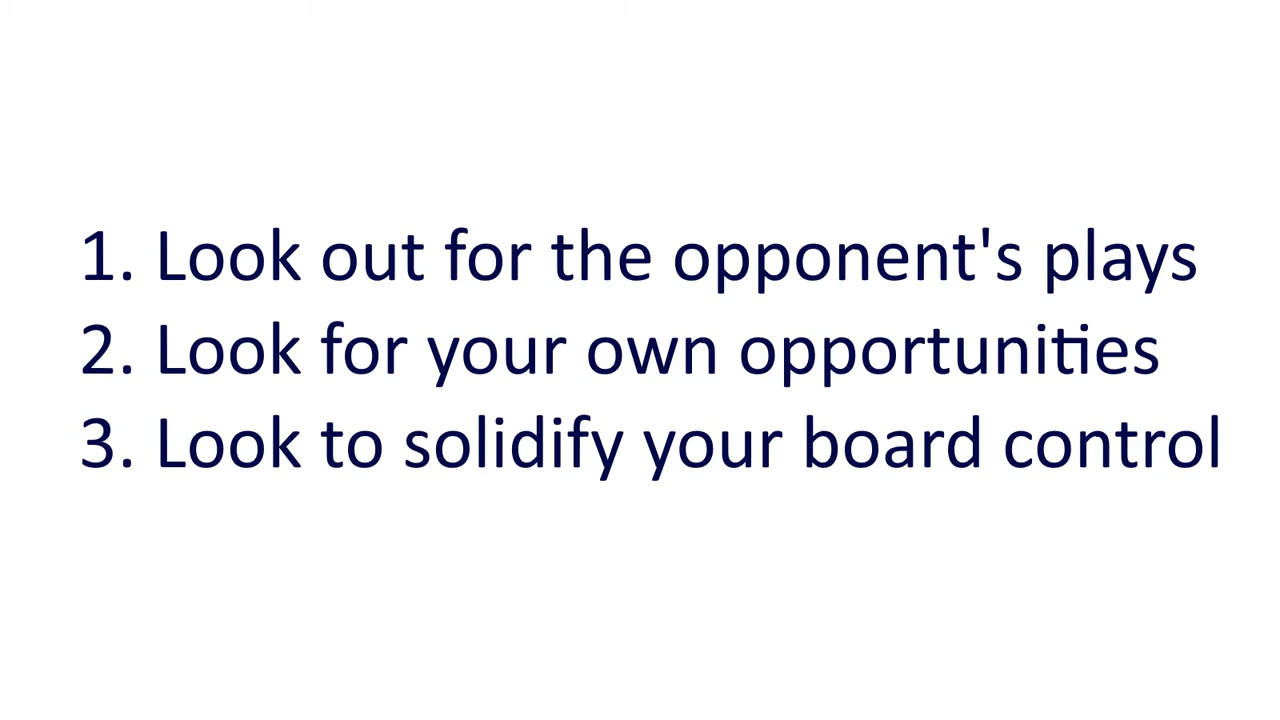 1. Look out for the opponent's plays
2. Look for your own opportunities
3. Look to solidify your board control